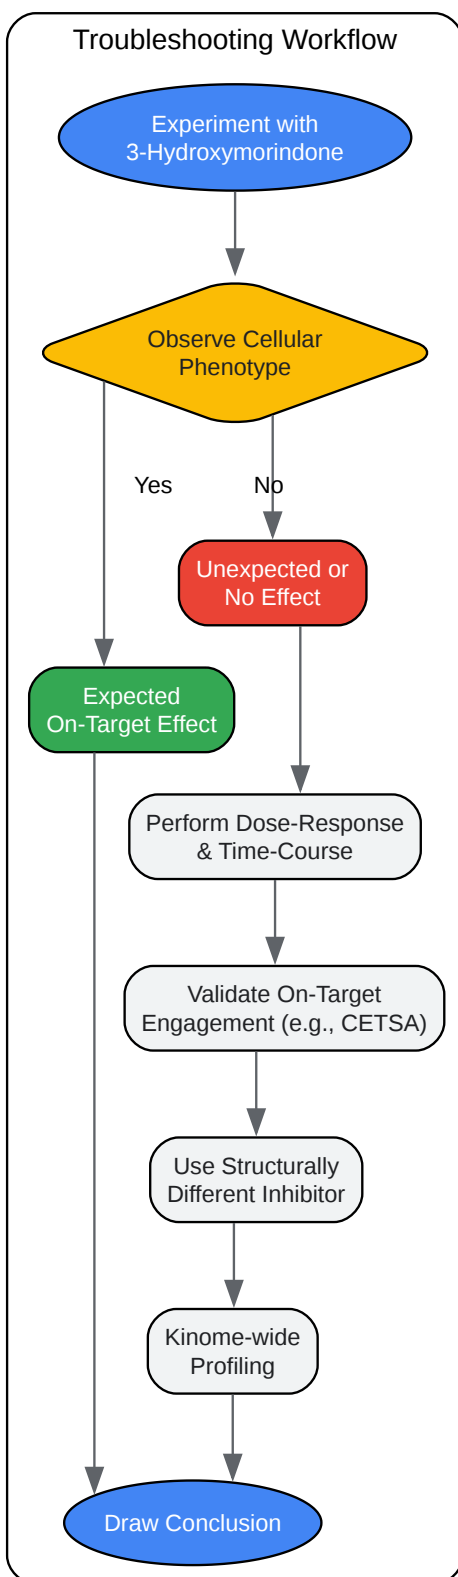 Troubleshooting Workflow
Experiment with
3-Hydroxymorindone
Observe Cellular
Phenotype
Yes
No
Unexpected or
No Effect
Expected
On-Target Effect
Perform Dose-Response
& Time-Course
Validate On-Target
Engagement (e.g., CETSA)
Use Structurally
Different Inhibitor
Kinome-wide
Profiling
Draw Conclusion